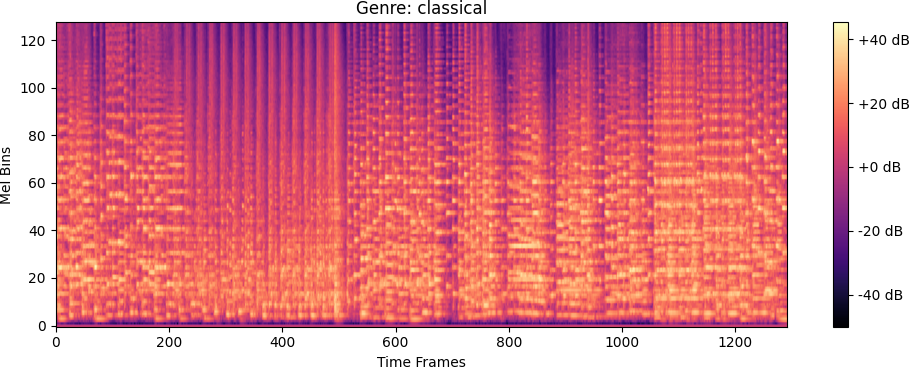 Genre: classical
Mel Bins
120
100
80
60
40
20
0
0 200 400 600 800 1000 1200
Time Frames
+40 dB
+20 dB
+0 dB
-20 dB
-40 dB